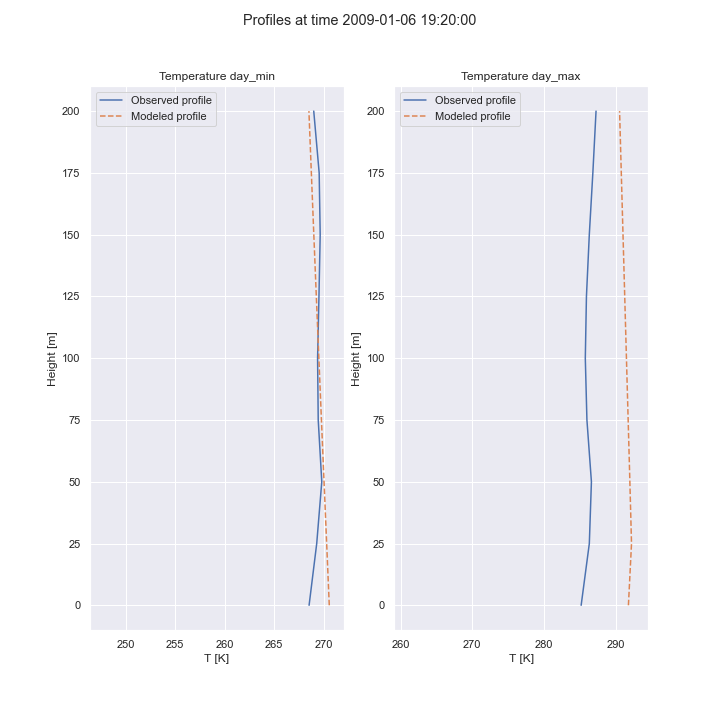 Profiles at time 2009-01-06 19:20:00
Temperature day_min
Observed profile
Modeled profile
200
175
150
125
100
75
50
25
0
Height [m]
250
255
260
265
270
T [K]
Temperature day_max
Observed profile
Modeled profile
200
175
150
125
100
75
50
25
0
Height [m]
260
270
280
290
T [K]